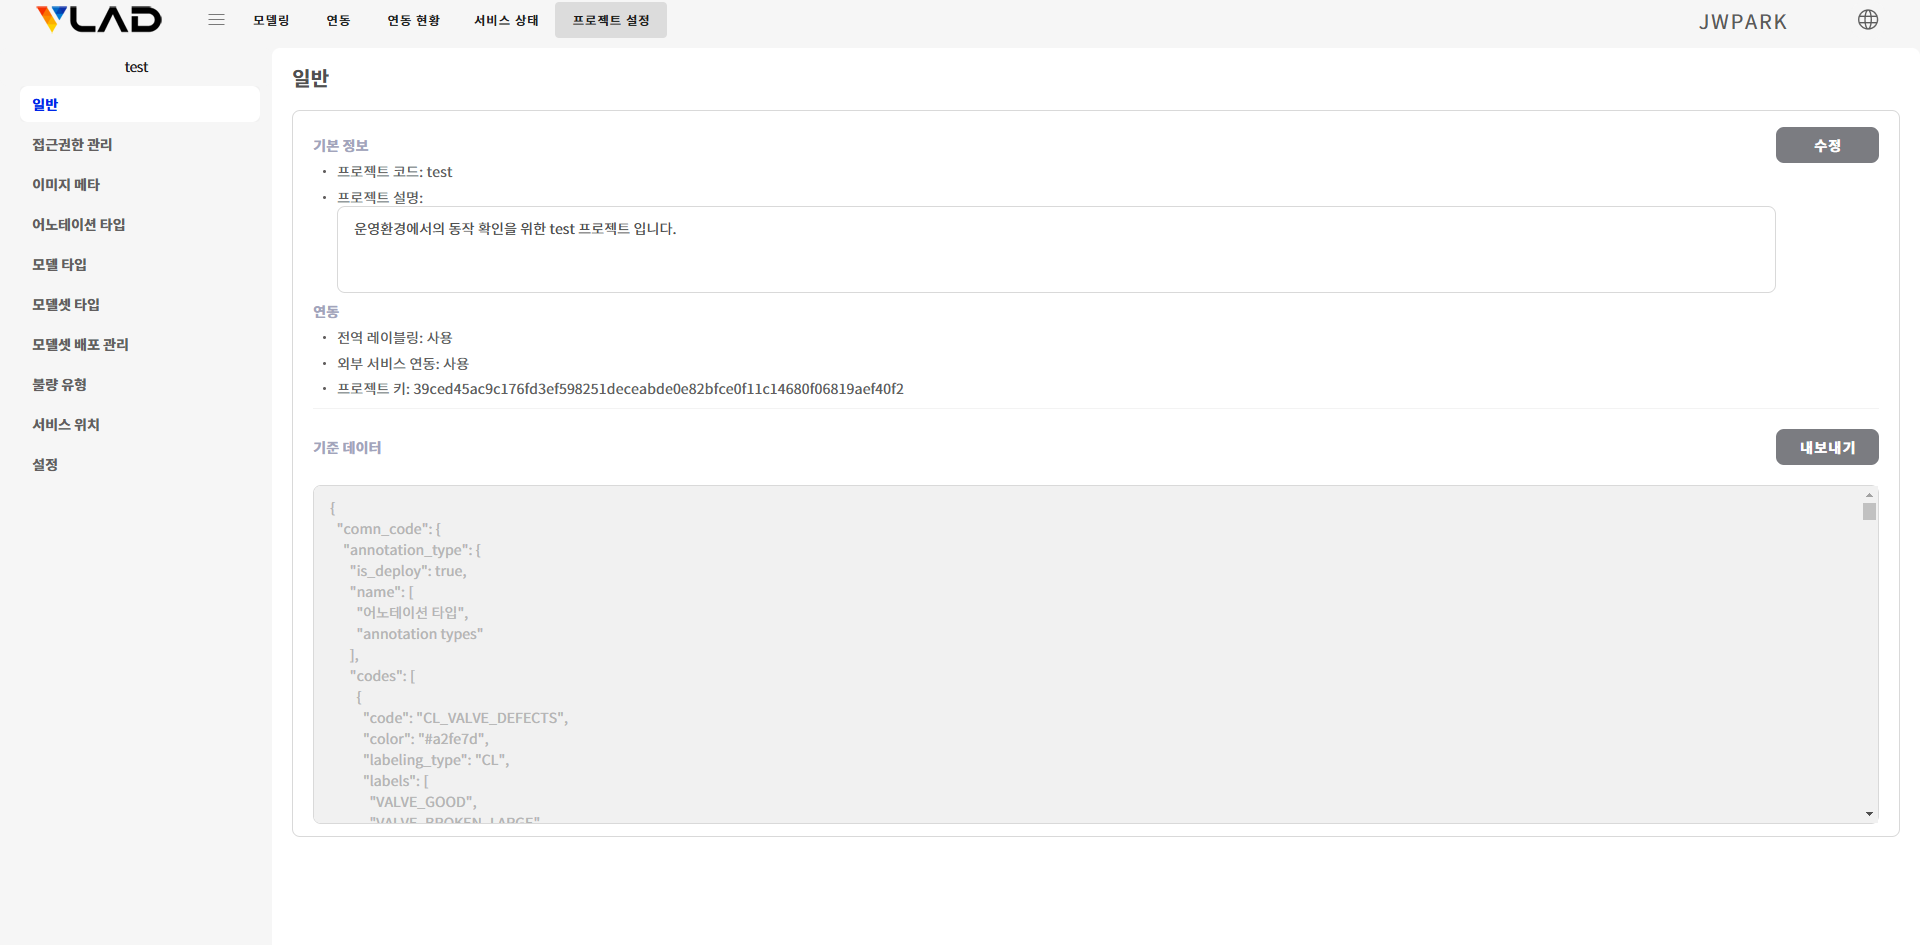 VLAD
모델링
연동
연동 현황
서비스 상태
프로젝트 설정
JWPARK
test
일반
접근권한 관리
이미지 메타
어노테이션 타입
모델 타입
모델셋 타입
모델셋 배포 관리
불량 유형
서비스 위치
설정
일반
기본 정보
수정
· 프로젝트 코드: test
· 프로젝트 설명:
운영환경에서의 동작 확인을 위한 test 프로젝트 입니다.
연동
· 전역 레이블링: 사용
· 외부 서비스 연동: 사용
· 프로젝트 키: 39ced45ac9c176fd3ef598251deceabde0e82bfce0f11c14680f06819aef40f2
기준 데이터
내보내기
{
"comn_code": {
"annotation_type": {
"is_deploy": true,
"name": [
"어노테이션 타입",
"annotation types"
],
"codes": [
{
"code": "CL_VALVE_DEFECTS",
"color": "#a2fe7d",
"labeling_type": "CL",
"labels": [
"VALVE_GOOD",
"VALVE_BROKEN_LARGE"